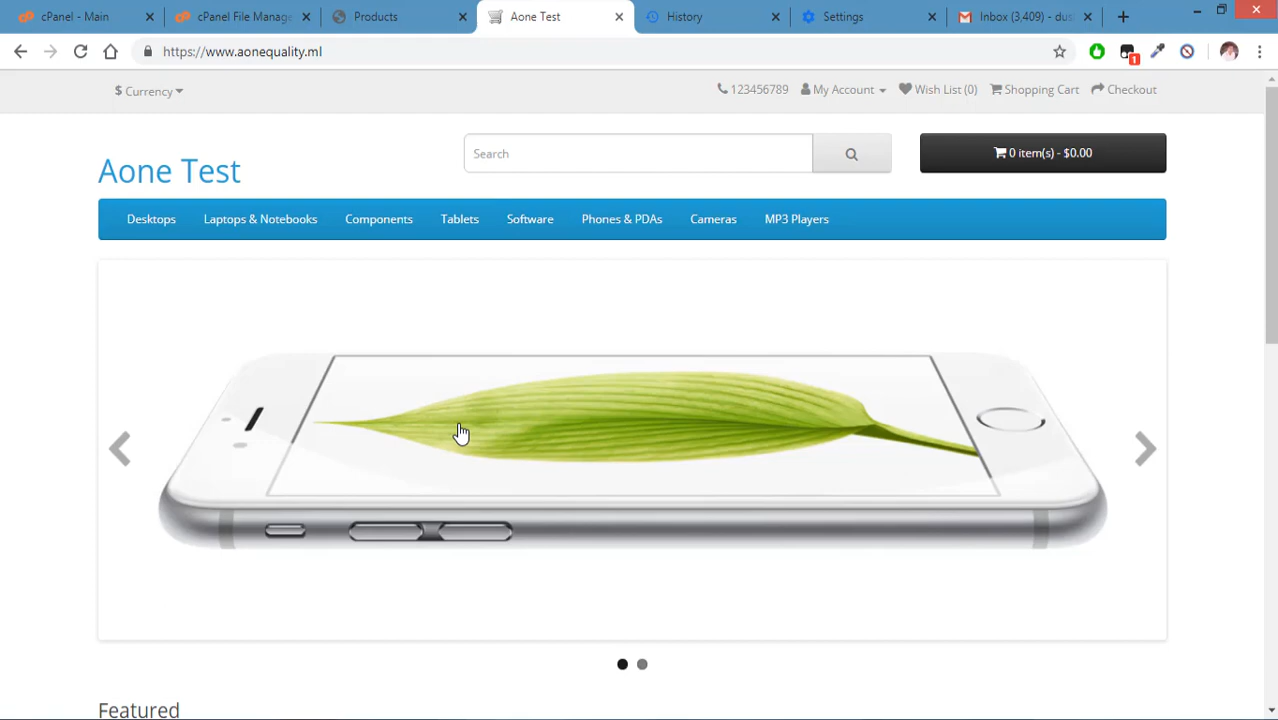 cPanel - Main
cPanel File Manage
Products
Aone Test
History
Settings
Inbox (3,409) - dus
https://www.aonequality.ml
1
$ Currency
123456789
My Account
Wish List (0)
Shopping Cart
Checkout
Aone Test
Search
0 item(s) - $0.00
Desktops
Laptops & Notebooks
Components
Tablets
Software
Phones & PDAs
Cameras
MP3 Players
Featured